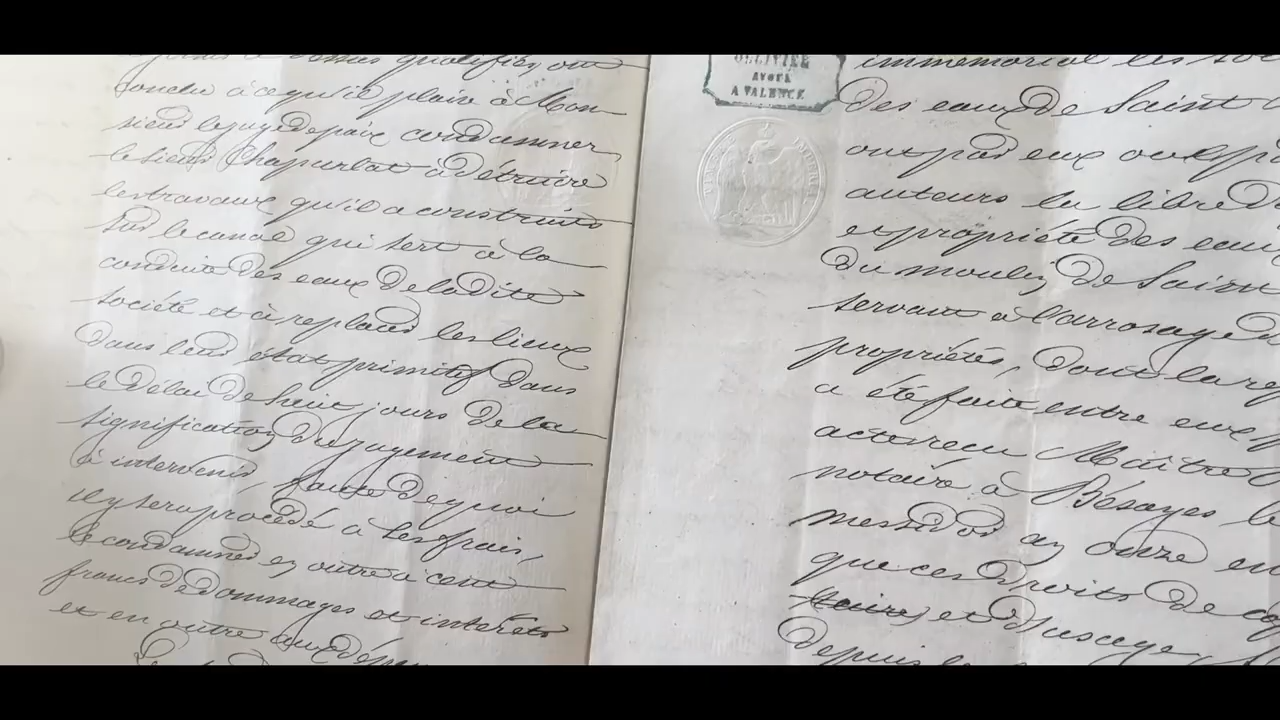 qualifiés, ont
conclu à ce qu'il plaise à Mon
sieur le juge de paix condamner
le sieur Chapurlat à détruire
les travaux qu'il a construits
sur le canal qui sert à la
conduite des eaux de ladite
société et à replacer les lieux
dans leur état primitif dans
le délai de huit jours de la
signification du jugement
à intervenir, faute de quoi
il y sera procédé à ses frais,
le condamner en outre à cent
francs de dommages et intérêts
et en outre aux dépens
OLLIVIER
AVOUÉ
A VALENCE
immémorial les
des eaux de Saint
ont par eux ou
auteurs la libre
et propriété des eaux
du moulin de Saint
servant à l'arrosage de
propriétés, dont la
a été faite entre eux
acte reçu Maître
notaire à Bésayes le
messidor an onze
que ces droits de
et d'usage
depuis